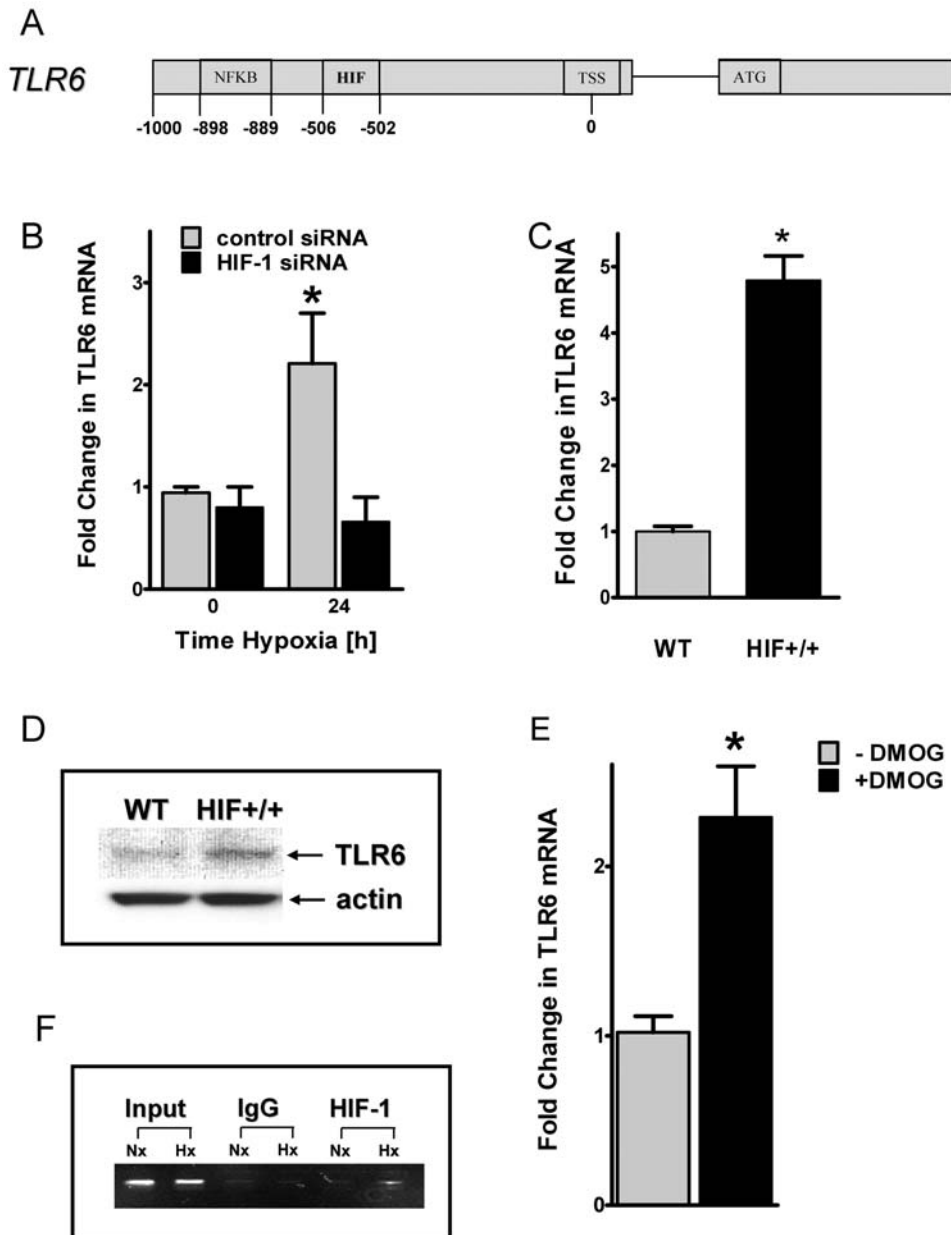 A
TLR6
NFKB HIF TSS ATG
-1000 -898 -889 -506 -502 0
B
control siRNA
HIF-1 siRNA
Fold Change in TLR6 mRNA
3
*
2
1
0
0 24
Time Hypoxia [h]
C
Fold Change inTLR6 mRNA
*
5
4
3
2
1
0
WT HIF+/+
D
WT HIF+/+
TLR6
actin
E
- DMOG
+DMOG
Fold Change in TLR6 mRNA
*
2
1
0
F
Input IgG HIF-1
Nx Hx Nx Hx Nx Hx